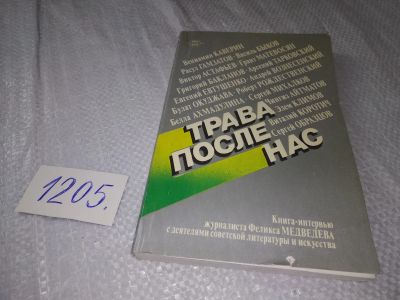 Вениамин КАВЕРИН
Расул ГАМЗАТОВ · Василь БЫКОВ
Виктор АСТАФЬЕВ · Грант МАТЕВОСЯН
Григорий БАКЛАНОВ · Арсений ТАРКОВСКИЙ
Евгений ЕВТУШЕНКО · Андрей ВОЗНЕСЕНСКИЙ
Булат ОКУДЖАВА · Роберт РОЖДЕСТВЕНСКИЙ
Белла АХМАДУЛИНА · Сергей МИХАЛКОВ
Чингиз АЙТМАТОВ
Элем КЛИМОВ
Виталий КОРОТИЧ
Сергей ОБРАЗЦОВ
ТРАВА
ПОСЛЕ
НАС
1205.
Книга-интервью
журналиста Феликса МЕДВЕДЕВА
с деятелями советской литературы и искусства